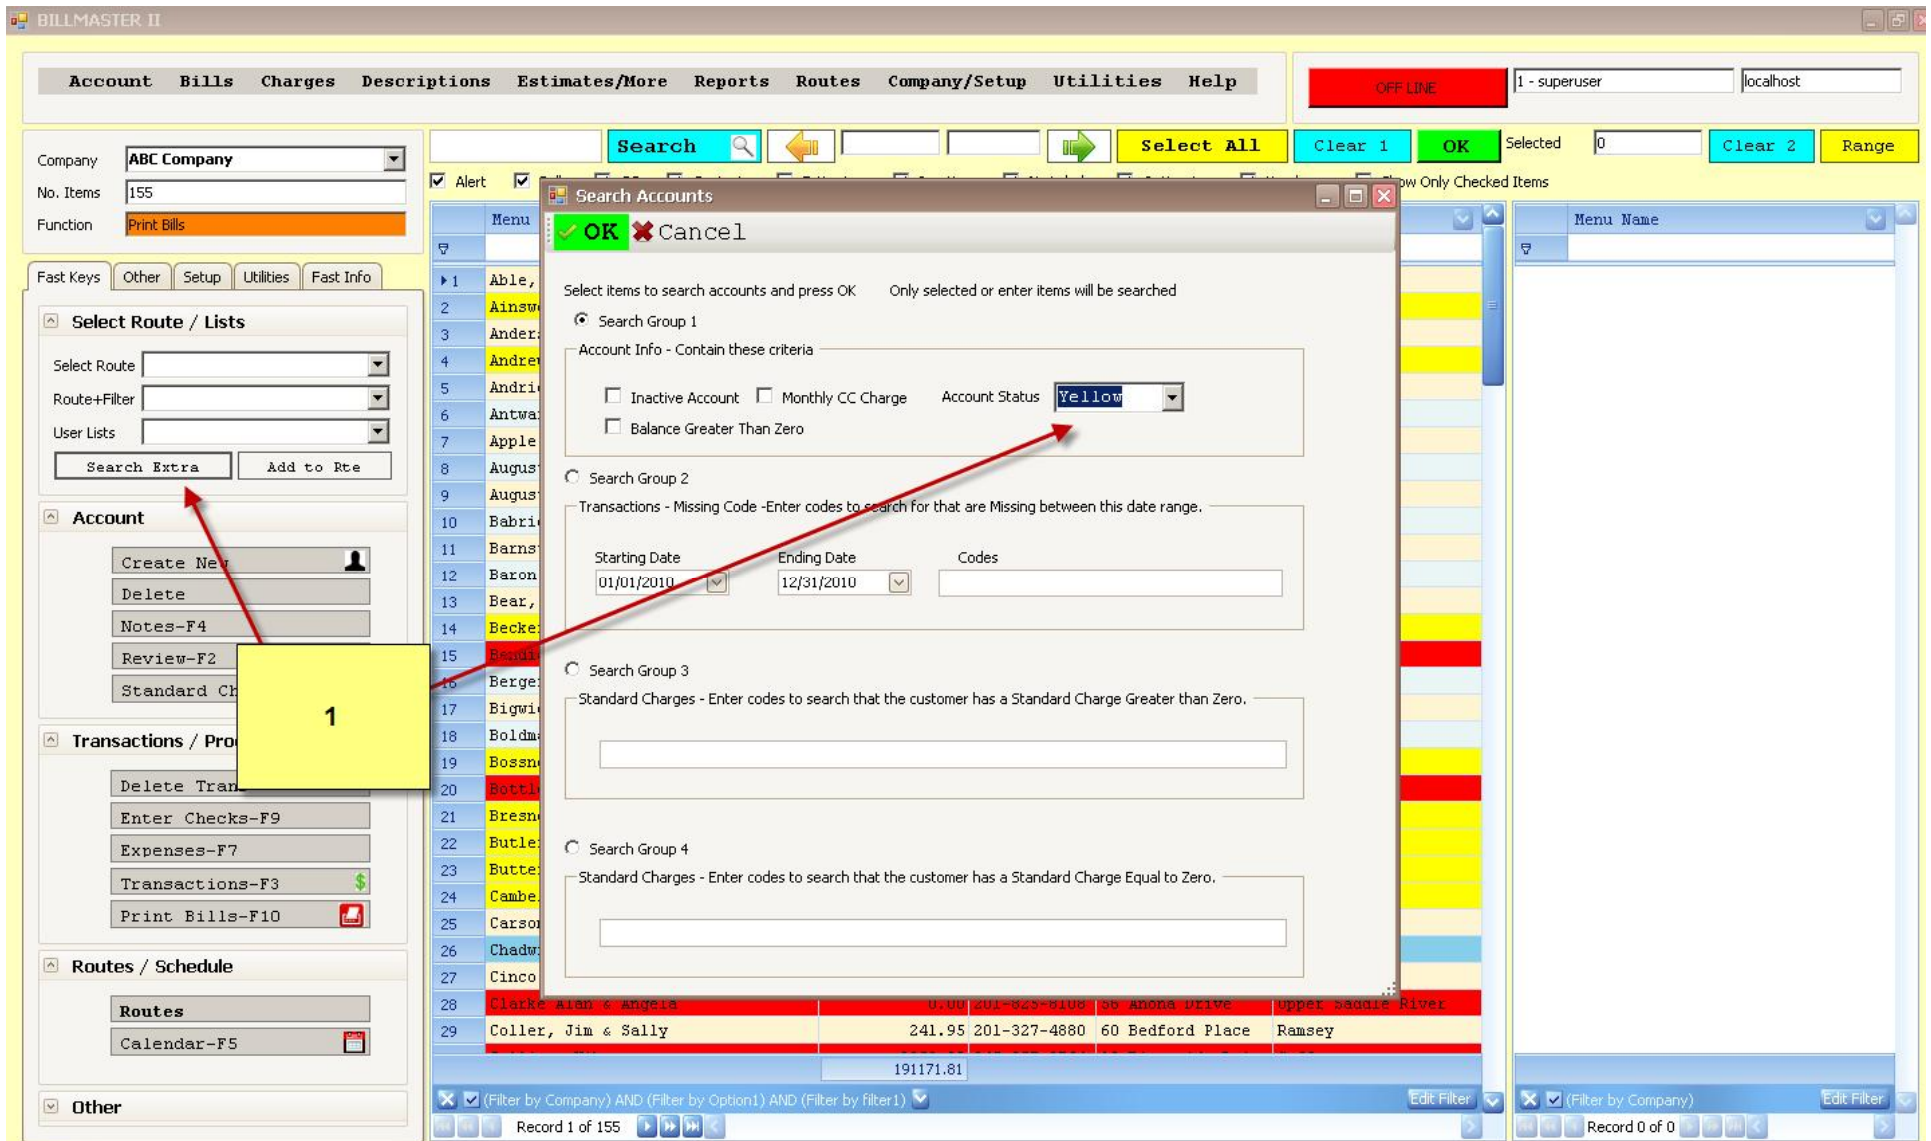 BILLMASTER II
Account Bills Charges Descriptions Estimates/More Reports Routes Company/Setup Utilities Help
OFF LINE
1 - superuser
localhost
Company ABC Company
No. Items 155
Function Print Bills
Search
Select All
Clear 1
OK
Selected 0
Clear 2
Range
Alert
Show Only Checked Items
Fast Keys Other Setup Utilities Fast Info
Select Route / Lists
Select Route
Route+Filter
User Lists
Search Extra Add to Rte
Account
Create New
Delete
Notes-F4
Review-F2
Standard Ch
1
Transactions / Pro
Delete Tran
Enter Checks-F9
Expenses-F7
Transactions-F3
Print Bills-F10
Routes / Schedule
Routes
Calendar-F5
Other
Menu
1 Able,
2 Ainsw
3 Ander
4 Andre
5 Andri
6 Antwa
7 Apple
8 Augus
9 Augus
10 Babri
11 Barns
12 Baron
13 Bear,
14 Becke
15
16 Berge
17 Bigwi
18 Boldm
19 Bossn
20 Bottl
21 Bresn
22 Butle
23 Butte
24 Cambe
25 Carson
26 Chadw
27 Cinco
28 Clarke Alan & Angela 0.00 201-825-8108 56 Anona Drive Upper Saddle River
29 Coller, Jim & Sally 241.95 201-327-4880 60 Bedford Place Ramsey
191171.81
(Filter by Company) AND (Filter by Option1) AND (Filter by filter1)
Edit Filter
Record 1 of 155
Search Accounts
OK Cancel
Select items to search accounts and press OK Only selected or enter items will be searched
Search Group 1
Account Info - Contain these criteria
Inactive Account Monthly CC Charge Account Status Yellow
Balance Greater Than Zero
Search Group 2
Transactions - Missing Code -Enter codes to search for that are Missing between this date range.
Starting Date Ending Date Codes
01/01/2010 12/31/2010
Search Group 3
Standard Charges - Enter codes to search that the customer has a Standard Charge Greater than Zero.
Search Group 4
Standard Charges - Enter codes to search that the customer has a Standard Charge Equal to Zero.
Menu Name
(Filter by Company)
Edit Filter
Record 0 of 0